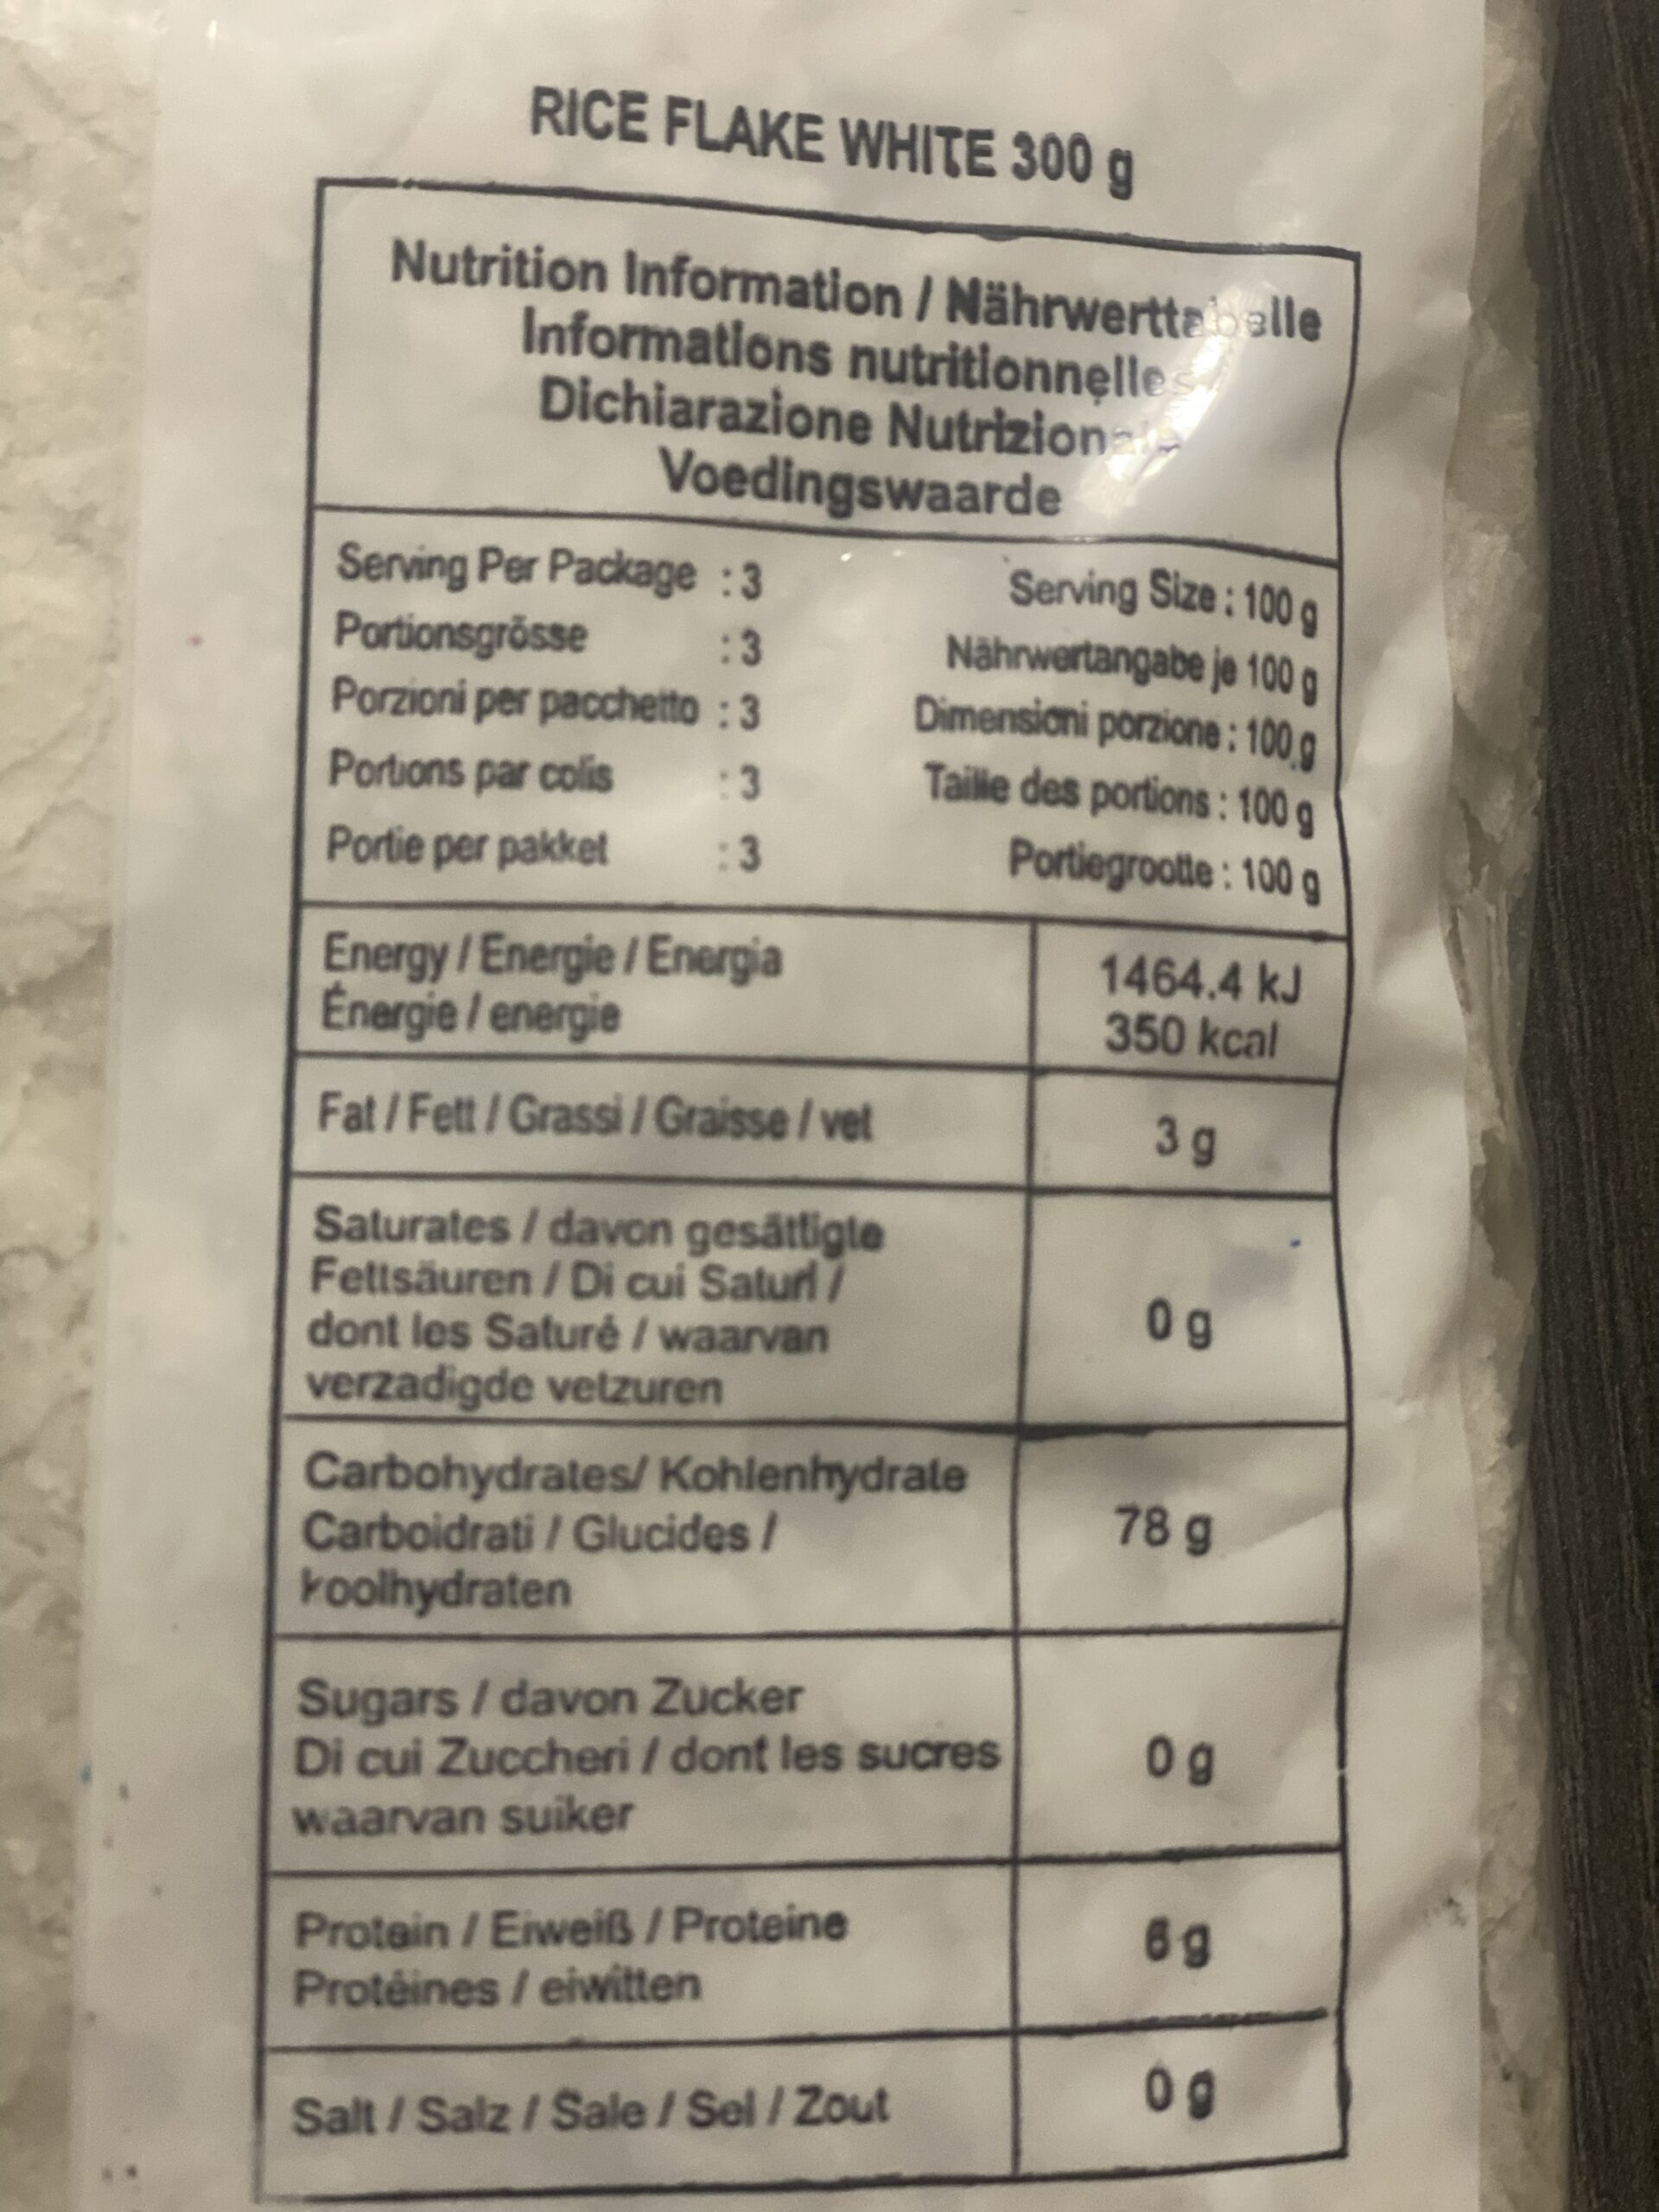 RICE FLAKE WHITE 300 g
Nutrition Information / Nährwerttabelle
Informations nutritionnelles
Dichiarazione Nutrizionale
Voedingswaarde
Serving Per Package : 3 Serving Size : 100 g
Portionsgrösse : 3 Nährwertangabe je 100 g
Porzioni per pacchetto : 3 Dimensioni porzione : 100 g
Portions par colis : 3 Taille des portions : 100 g
Portie per pakket : 3 Portiegrootte : 100 g
Energy / Energie / Energia 1464.4 kJ
Énergie / energie 350 kcal
Fat / Fett / Grassi / Graisse / vet 3 g
Saturates / davon gesättigte
Fettsäuren / Di cui Saturi /
dont les Saturé / waarvan 0 g
verzadigde vetzuren
Carbohydrates/ Kohlenhydrate
Carboidrati / Glucides / 78 g
koolhydraten
Sugars / davon Zucker
Di cui Zuccheri / dont les sucres 0 g
waarvan suiker
Protein / Eiweiß / Proteine 6 g
Protéines / eiwitten
Salt / Salz / Sale / Sel / Zout 0 g